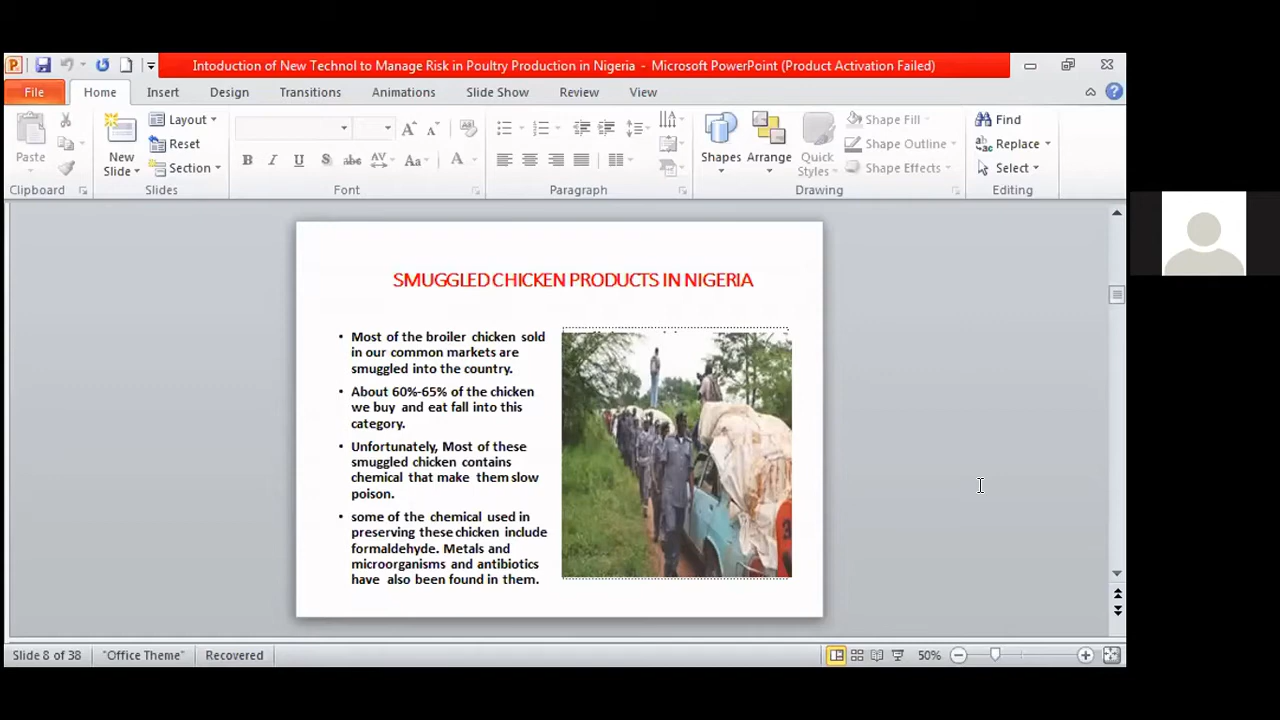 Intoduction of New Technol to Manage Risk in Poultry Production in Nigeria - Microsoft PowerPoint (Product Activation Failed)
File Home Insert Design Transitions Animations Slide Show Review View
Paste
New
Slide
Layout
Reset
Section
B I U S abc AV Aa A
Shapes Arrange Quick
Styles
Shape Fill
Shape Outline
Shape Effects
Find
Replace
Select
Clipboard Slides Font Paragraph Drawing Editing
SMUGGLED CHICKEN PRODUCTS IN NIGERIA
• Most of the broiler chicken sold
in our common markets are
smuggled into the country.
• About 60%-65% of the chicken
we buy and eat fall into this
category.
• Unfortunately, Most of these
smuggled chicken contains
chemical that make them slow
poison.
• some of the chemical used in
preserving these chicken include
formaldehyde. Metals and
microorganisms and antibiotics
have also been found in them.
3
Slide 8 of 38 "Office Theme" Recovered 50%